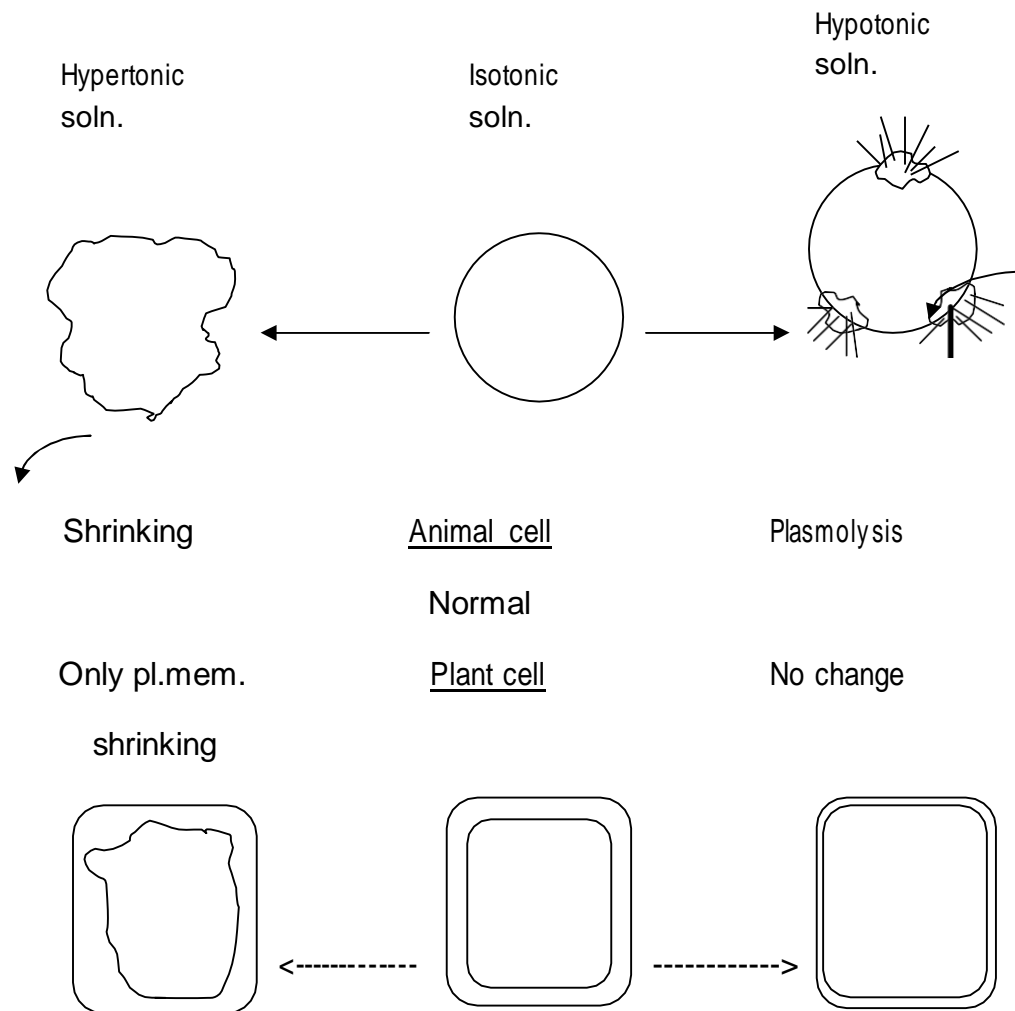 Hypertonic
soln.
Isotonic
soln.
Hypotonic
soln.
Shrinking
Animal cell
Plasmolysis
Normal
Only pl.mem.
Plant cell
No change
shrinking